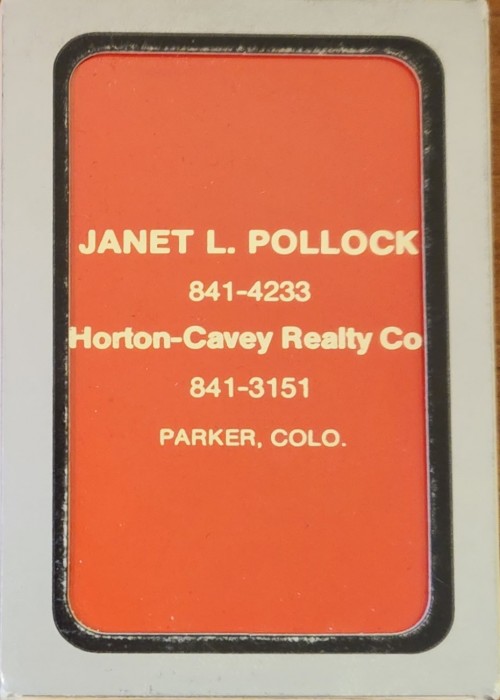 JANET L. POLLOCK
841-4233
Horton-Cavey Realty Co
841-3151
PARKER, COLO.